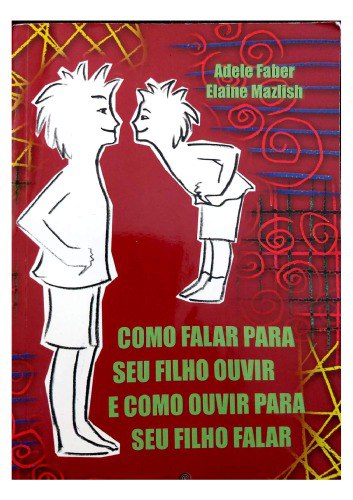 Adele Faber
Elaine Mazlish
COMO FALAR PARA
SEU FILHO OUVIR
E COMO OUVIR PARA
SEU FILHO FALAR